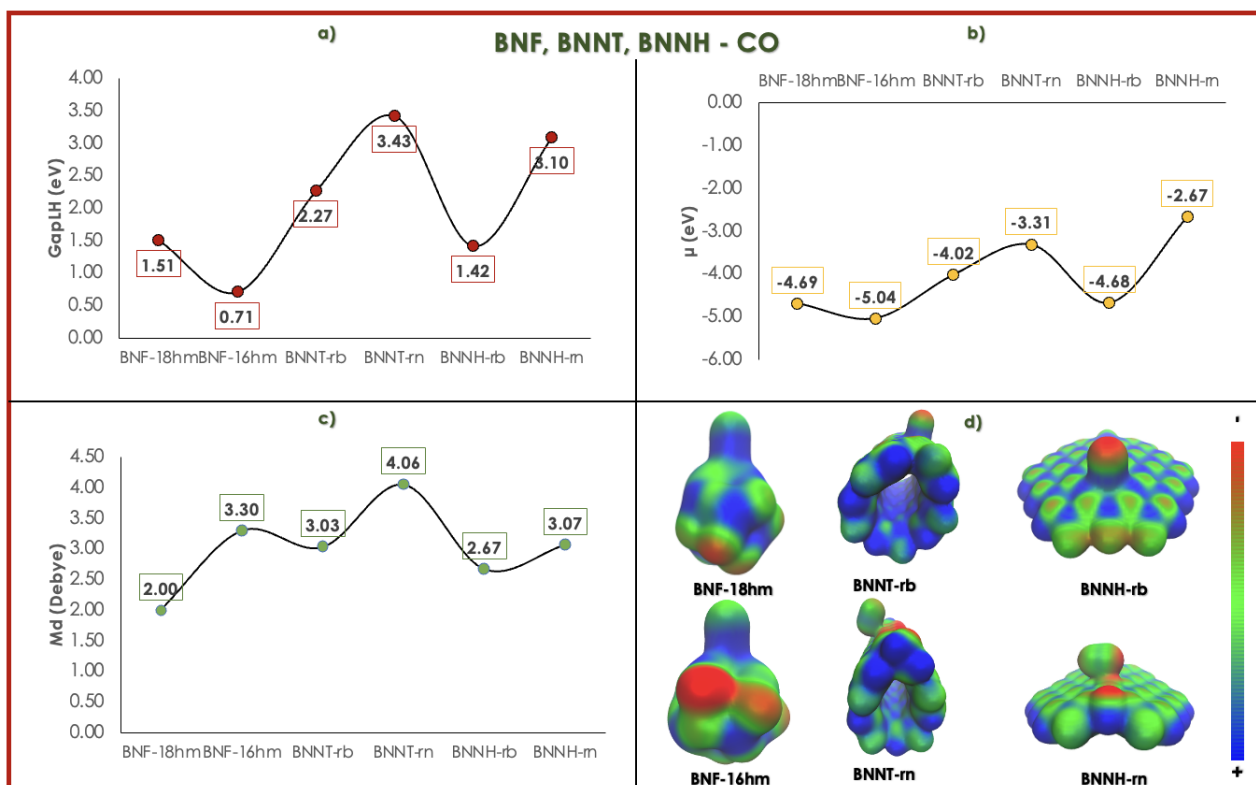 BNF, BNNT, BNNH - CO
a)
GapLH (eV)
4.00
3.50
3.00
2.50
2.00
1.50
1.00
0.50
0.00
1.51
0.71
2.27
3.43
1.42
3.10
BNF-18hm BNF-16hm BNNT-rb BNNT-rn BNNH-rb BNNH-rn
b)
BNF-18hm BNF-16hm BNNT-rb BNNT-rn BNNH-rb BNNH-rn
µ (eV)
0.00
-1.00
-2.00
-3.00
-4.00
-5.00
-6.00
-4.69
-5.04
-4.02
-3.31
-4.68
-2.67
c)
Md (Debye)
4.50
4.00
3.50
3.00
2.50
2.00
1.50
1.00
0.50
0.00
2.00
3.30
3.03
4.06
2.67
3.07
BNF-18hm BNF-16hm BNNT-rb BNNT-rn BNNH-rb BNNH-rn
d)
-
BNF-18hm
BNNT-rb
BNNH-rb
BNF-16hm
BNNT-rn
BNNH-rn
+